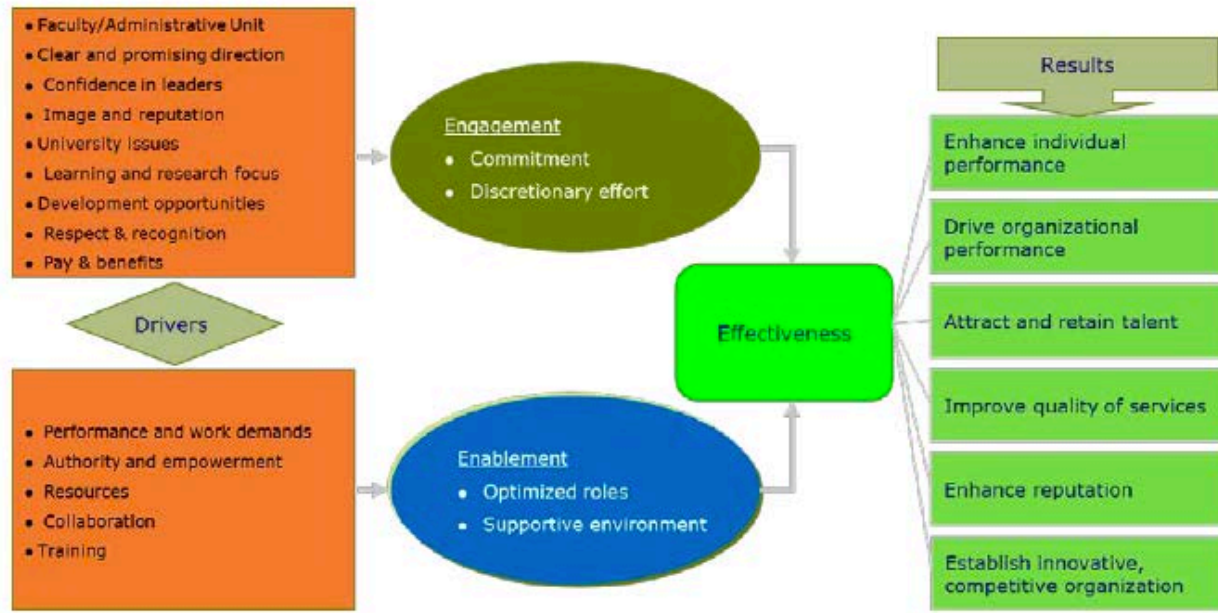 • Faculty/Administrative Unit
• Clear and promising direction
• Confidence in leaders
• Image and reputation
• University issues
• Learning and research focus
• Development opportunities
• Respect & recognition
• Pay & benefits
Drivers
• Performance and work demands
• Authority and empowerment
• Resources
• Collaboration
• Training
Engagement
• Commitment
• Discretionary effort
Enablement
• Optimized roles
• Supportive environment
Effectiveness
Results
Enhance individual
performance
Drive organizational
performance
Attract and retain talent
Improve quality of services
Enhance reputation
Establish innovative,
competitive organization